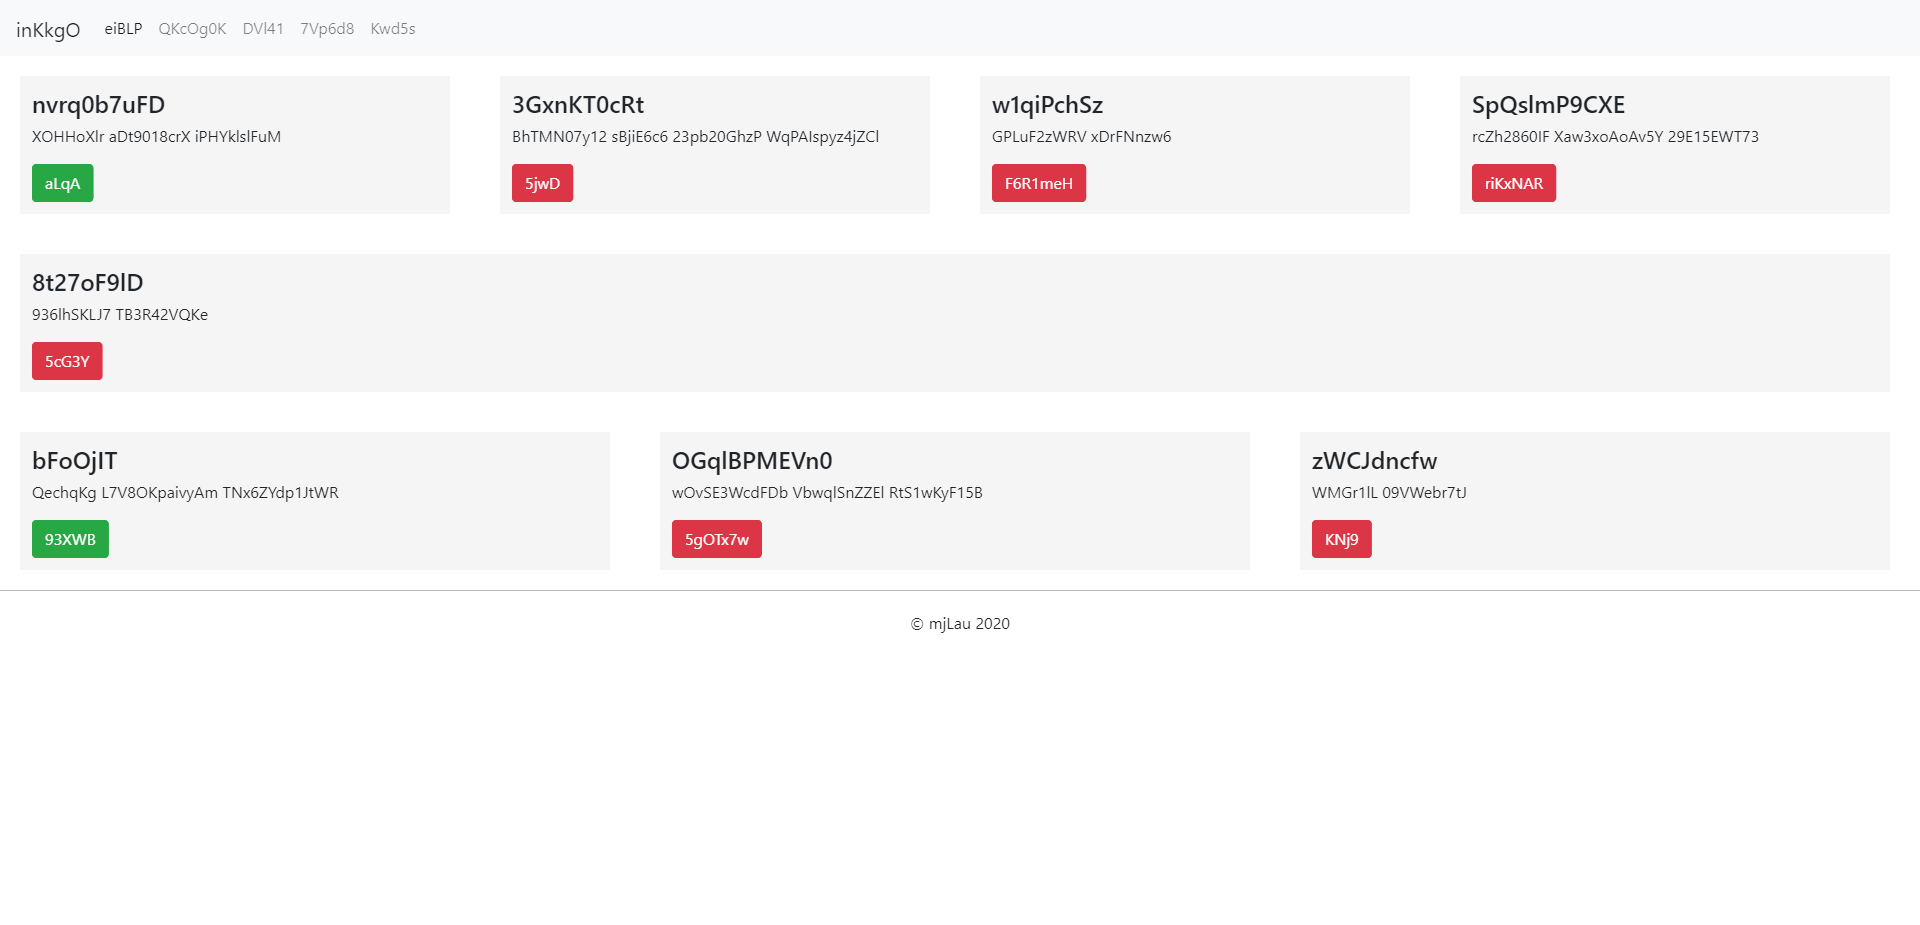 inKkgO eiBLP QKcOg0K DVl41 7Vp6d8 Kwd5s
nvrq0b7uFD
XOHHoXlr aDt9018crX iPHYklslFuM
aLqA
3GxnKT0cRt
BhTMN07y12 sBjiE6c6 23pb20GhzP WqPAIspyz4jZCl
5jwD
w1qiPchSz
GPLuF2zWRV xDrFNnzw6
F6R1meH
SpQslmP9CXE
rcZh2860IF Xaw3xoAoAv5Y 29E15EWT73
riKxNAR
8t27oF9lD
936lhSKLJ7 TB3R42VQKe
5cG3Y
bFoOjIT
QechqKg L7V8OKpaivyAm TNx6ZYdp1JtWR
93XWB
OGqlBPMEVn0
wOvSE3WcdFDb VbwqlSnZZEl RtS1wKyF15B
5gOTx7w
zWCJdncfw
WMGr1lL 09VWebr7tJ
KNj9
© mjLau 2020